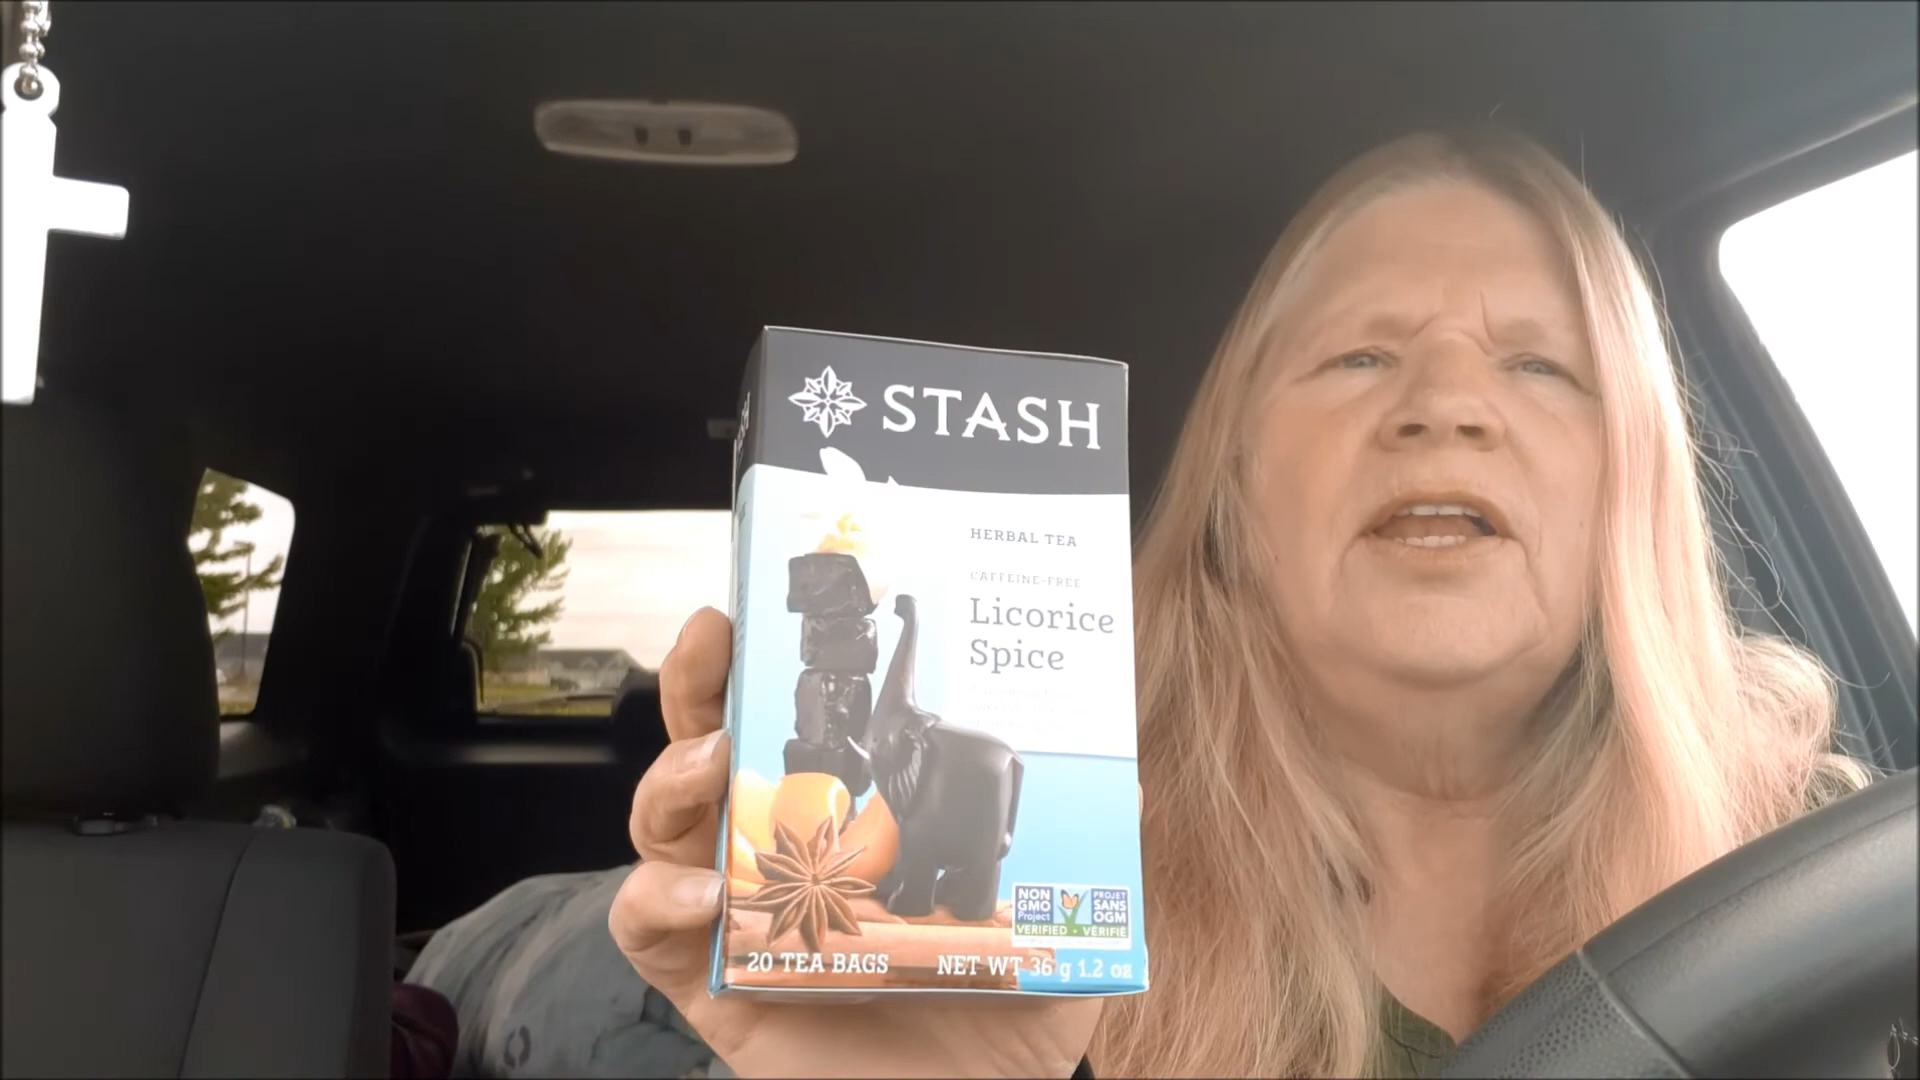 STASH
HERBAL TEA
CAFFEINE-FREE
Licorice
Spice
NON
GMO
Project
VERIFIED
PROJET
SANS
OGM
VÉRIFIÉ
20 TEA BAGS
NET WT 36 g 1.2 oz